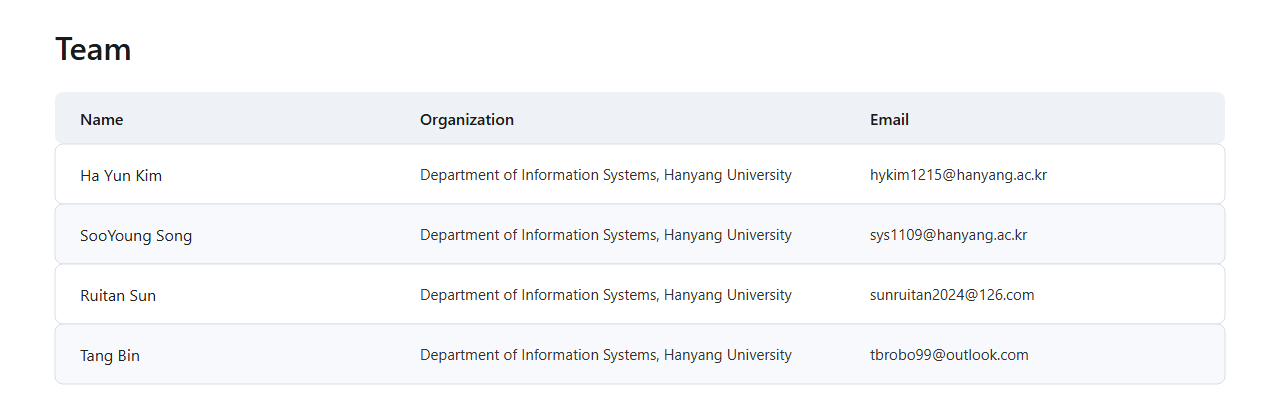 Team
Name Organization Email
Ha Yun Kim Department of Information Systems, Hanyang University hykim1215@hanyang.ac.kr
SooYoung Song Department of Information Systems, Hanyang University sys1109@hanyang.ac.kr
Ruitan Sun Department of Information Systems, Hanyang University sunruitan2024@126.com
Tang Bin Department of Information Systems, Hanyang University tbrobo99@outlook.com